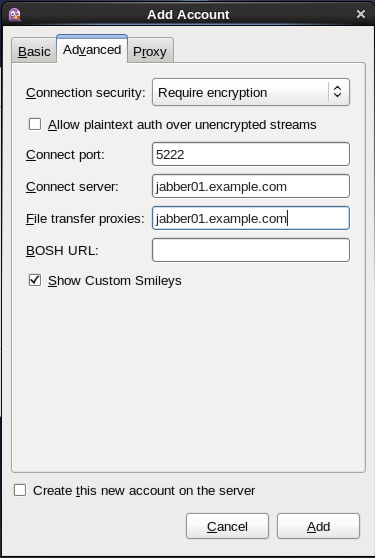 Add Account
Basic Advanced Proxy
Connection security: Require encryption
Allow plaintext auth over unencrypted streams
Connect port: 5222
Connect server: jabber01.example.com
File transfer proxies: jabber01.example.com
BOSH URL:
Show Custom Smileys
Create this new account on the server
Cancel Add